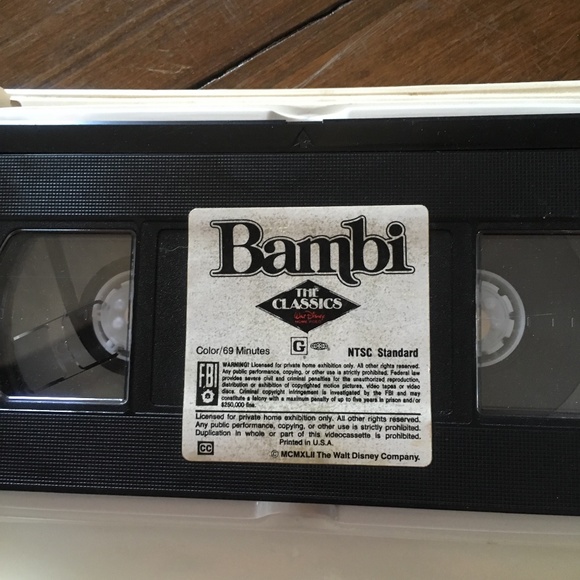 Bambi
THE
CLASSICS
Walt Disney
HOME VIDEO
Color/69 Minutes
G
NTSC Standard
FBI
WARNING! Licensed for private home exhibition only. All other rights reserved.
Any public performance, copying, or other use is strictly prohibited. Federal law
provides severe civil and criminal penalties for the unauthorized reproduction,
distribution or exhibition of copyrighted motion pictures, video tapes or video
discs. Criminal copyright infringement is investigated by the FBI and may
constitute a felony with a maximum penalty of up to five years in prison and/or
a $250,000 fine.
Licensed for private home exhibition only. All other rights reserved.
Any public performance, copying, or other use is strictly prohibited.
Duplication in whole or part of this videocassette is prohibited.
Printed in U.S.A.
CC
© MCMXLII The Walt Disney Company.